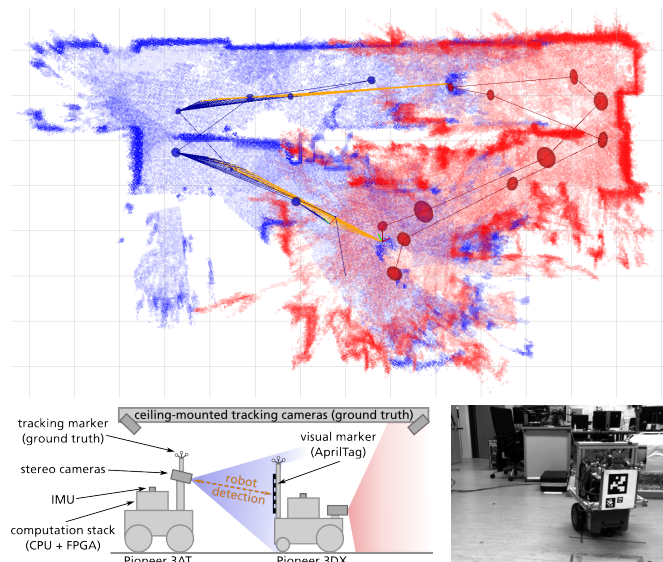 ceiling-mounted tracking cameras (ground truth)
tracking marker
(ground truth)
visual marker
(AprilTag)
stereo cameras
robot
detection
IMU
computation stack
(CPU + FPGA)
Pioneer 3AT
Pioneer 3DX